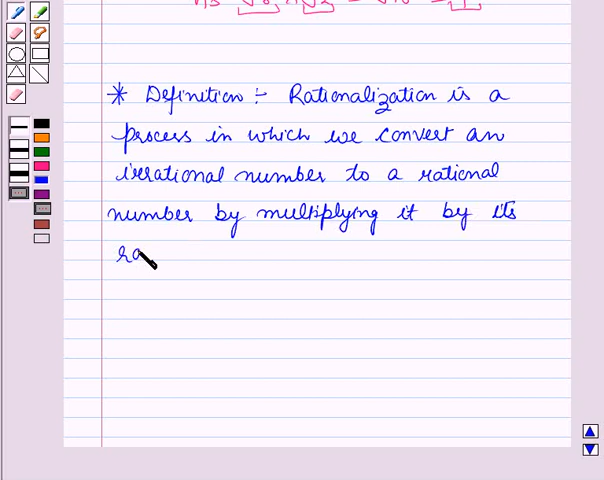 * Definition :- Rationalization is a
process in which we convert an
irrational number to a rational
number by multiplying it by its
ra